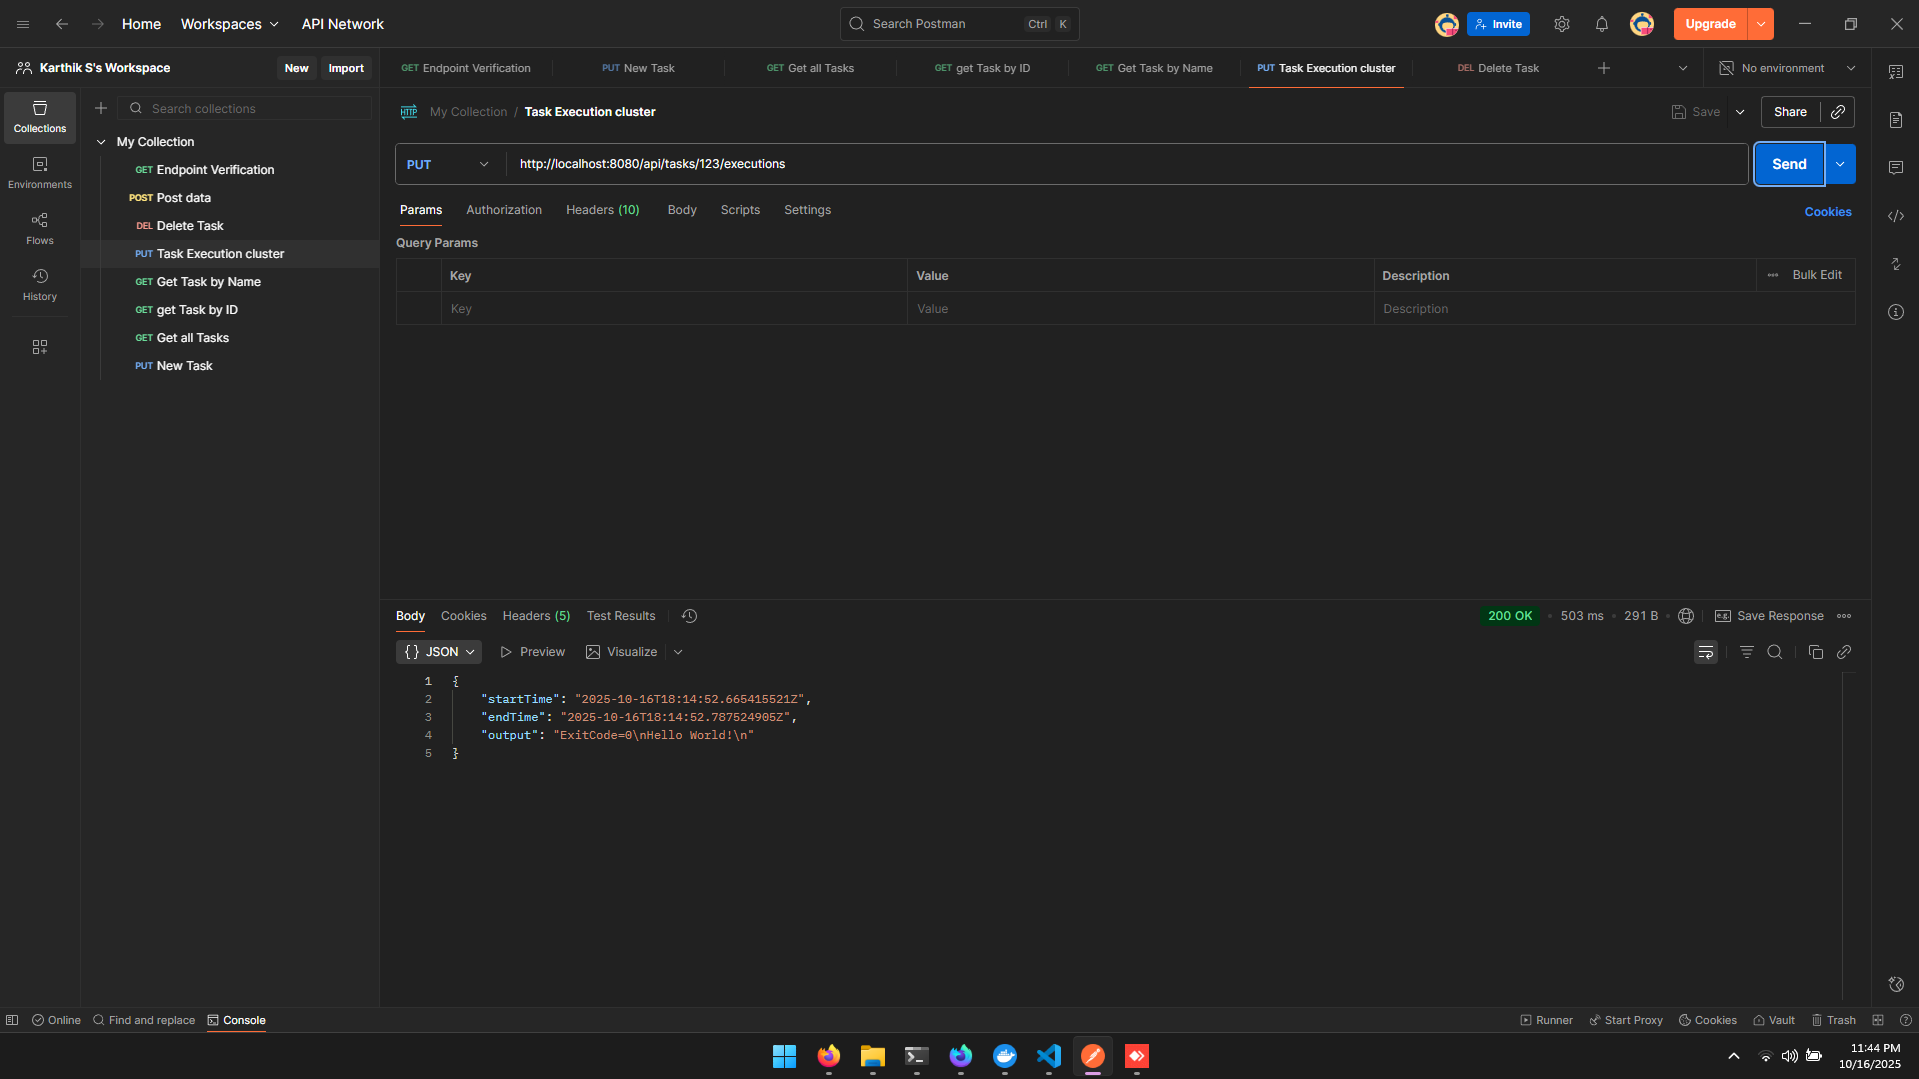 Home
Workspaces
API Network
Search Postman
Ctrl K
Invite
Upgrade
Karthik S's Workspace
New
Import
GET Endpoint Verification
PUT New Task
GET Get all Tasks
GET get Task by ID
GET Get Task by Name
PUT Task Execution cluster
DEL Delete Task
No environment
Collections
Environments
Flows
History
Search collections
My Collection
GET Endpoint Verification
POST Post data
DEL Delete Task
PUT Task Execution cluster
GET Get Task by Name
GET get Task by ID
GET Get all Tasks
PUT New Task
HTTP My Collection / Task Execution cluster
Save
Share
PUT
http://localhost:8080/api/tasks/123/executions
Send
Params
Authorization
Headers (10)
Body
Scripts
Settings
Cookies
Query Params
Key
Value
Description
Bulk Edit
Key
Value
Description
Body
Cookies
Headers (5)
Test Results
200 OK
503 ms
291 B
e.g. Save Response
{} JSON
Preview
Visualize
1 {
2 "startTime": "2025-10-16T18:14:52.665415521Z",
3 "endTime": "2025-10-16T18:14:52.787524905Z",
4 "output": "ExitCode=0\nHello World!\n"
5 }
Online
Find and replace
Console
Runner
Start Proxy
Cookies
Vault
Trash
11:44 PM
10/16/2025